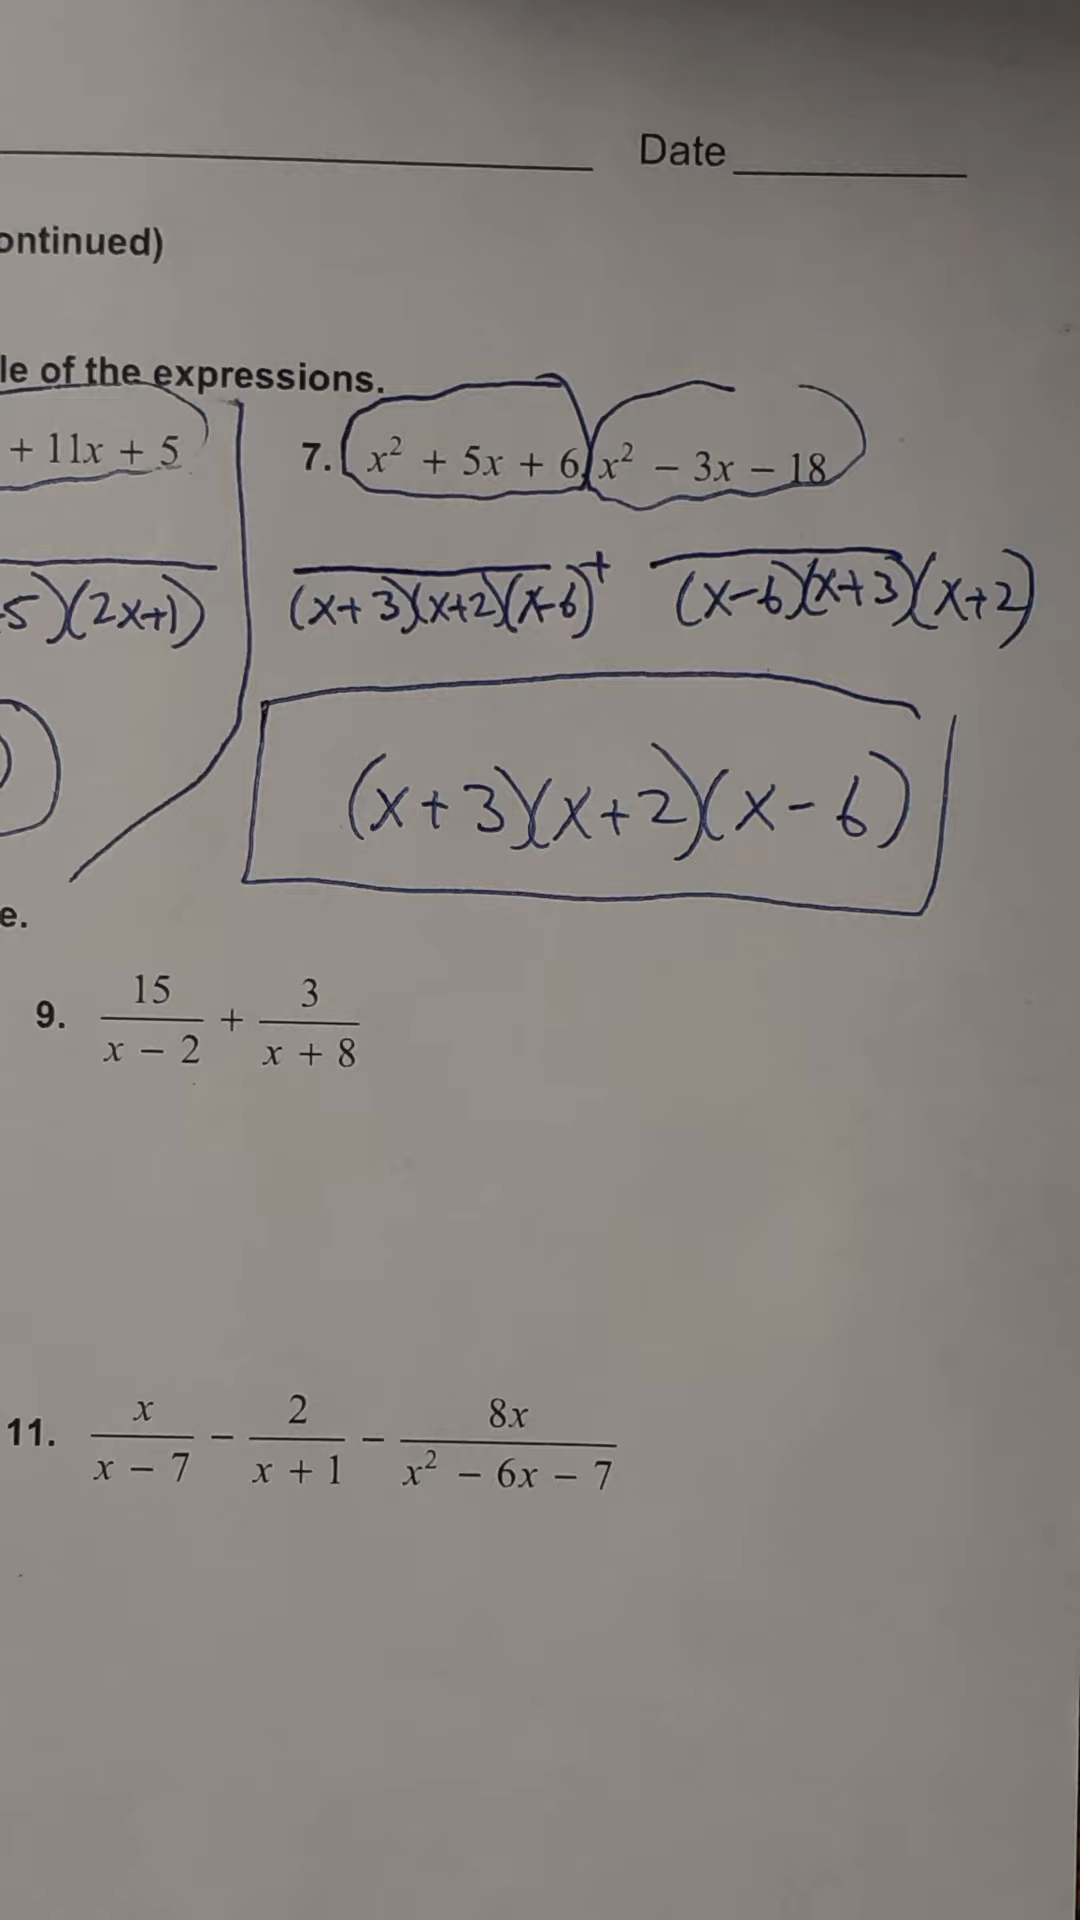 Date
ontinued)
le of the expressions.
+ 11x + 5
7. x² + 5x + 6, x² − 3x − 18
5)(2x+1)
(x+3)(x+2)(x-6) + (x-6)(x+3)(x+2)
)
(x+3)(x+2)(x-6)
e.
9. 15/(x − 2) + 3/(x + 8)
11. x/(x − 7) − 2/(x + 1) − 8x/(x² − 6x − 7)